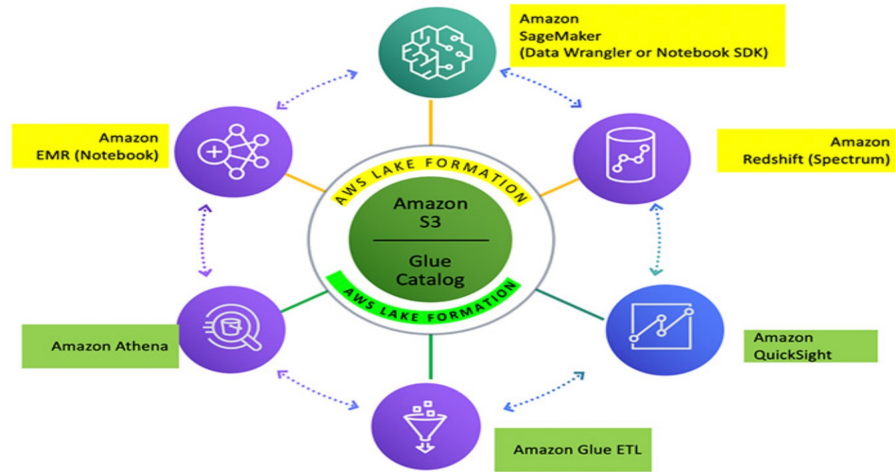 Amazon
SageMaker
(Data Wrangler or Notebook SDK)
Amazon
EMR (Notebook)
Amazon
Redshift (Spectrum)
AWS LAKE FORMATION
Amazon
S3
Glue
Catalog
AWS LAKE FORMATION
Amazon Athena
Amazon
QuickSight
Amazon Glue ETL